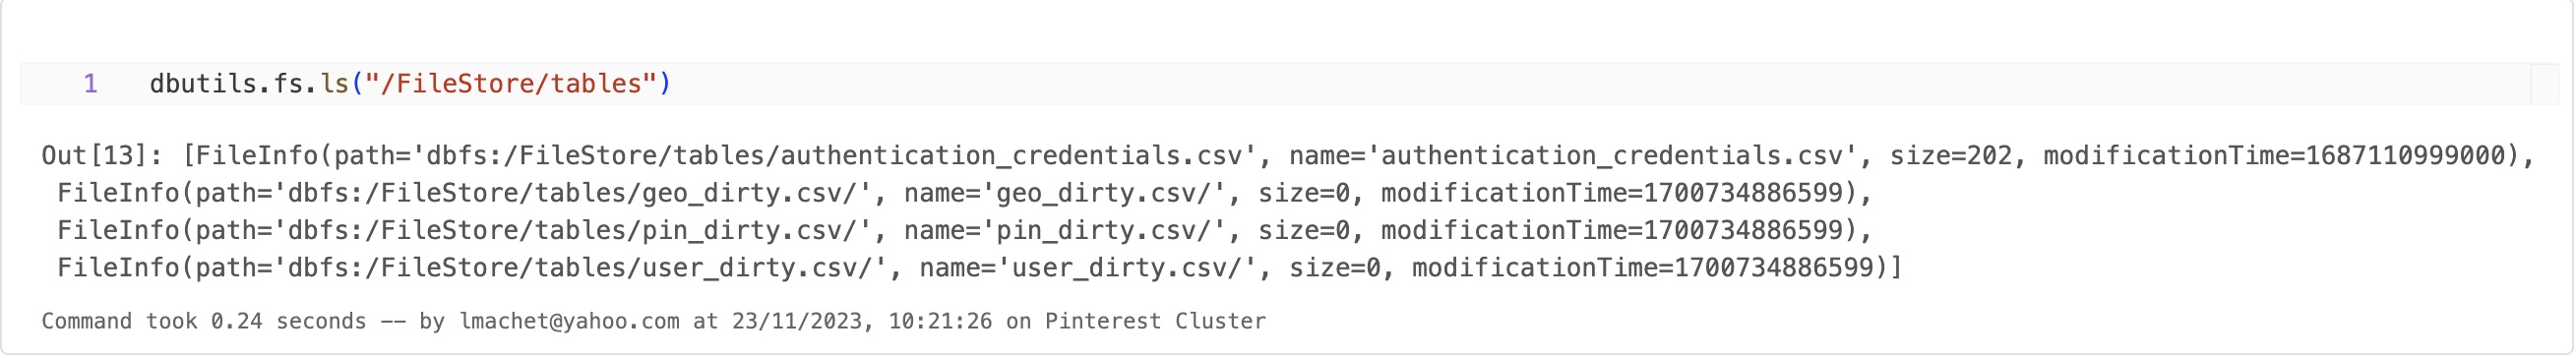 1 dbutils.fs.ls("/FileStore/tables")
Out[13]: [FileInfo(path='dbfs:/FileStore/tables/authentication_credentials.csv', name='authentication_credentials.csv', size=202, modificationTime=1687110999000),
FileInfo(path='dbfs:/FileStore/tables/geo_dirty.csv/', name='geo_dirty.csv/', size=0, modificationTime=1700734886599),
FileInfo(path='dbfs:/FileStore/tables/pin_dirty.csv/', name='pin_dirty.csv/', size=0, modificationTime=1700734886599),
FileInfo(path='dbfs:/FileStore/tables/user_dirty.csv/', name='user_dirty.csv/', size=0, modificationTime=1700734886599)]
Command took 0.24 seconds -- by lmachet@yahoo.com at 23/11/2023, 10:21:26 on Pinterest Cluster